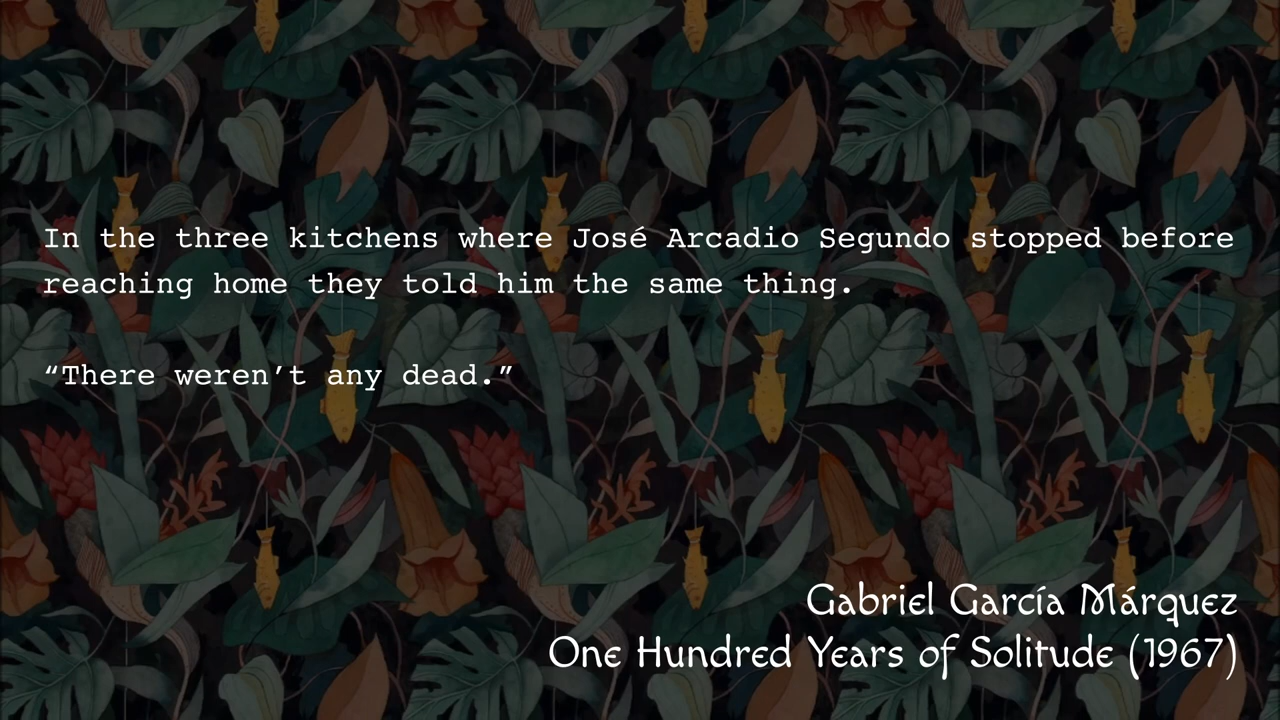 In the three kitchens where José Arcadio Segundo stopped before
reaching home they told him the same thing.
“There weren’t any dead.”
Gabriel García Márquez
One Hundred Years of Solitude (1967)